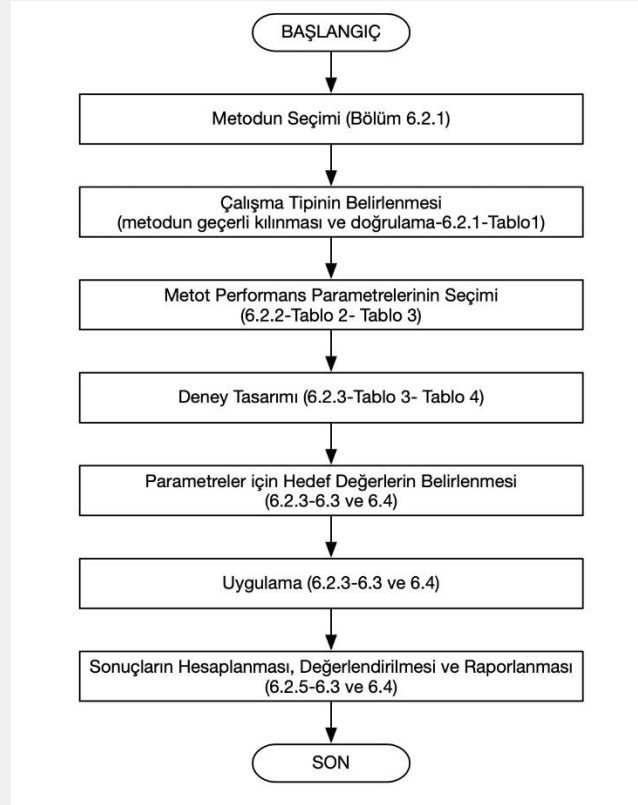 BAŞLANGIÇ
Metodun Seçimi (Bölüm 6.2.1)
Çalışma Tipinin Belirlenmesi
(metodun geçerli kılınması ve doğrulama-6.2.1-Tablo1)
Metot Performans Parametrelerinin Seçimi
(6.2.2-Tablo 2- Tablo 3)
Deney Tasarımı (6.2.3-Tablo 3- Tablo 4)
Parametreler için Hedef Değerlerin Belirlenmesi
(6.2.3-6.3 ve 6.4)
Uygulama (6.2.3-6.3 ve 6.4)
Sonuçların Hesaplanması, Değerlendirilmesi ve Raporlanması
(6.2.5-6.3 ve 6.4)
SON